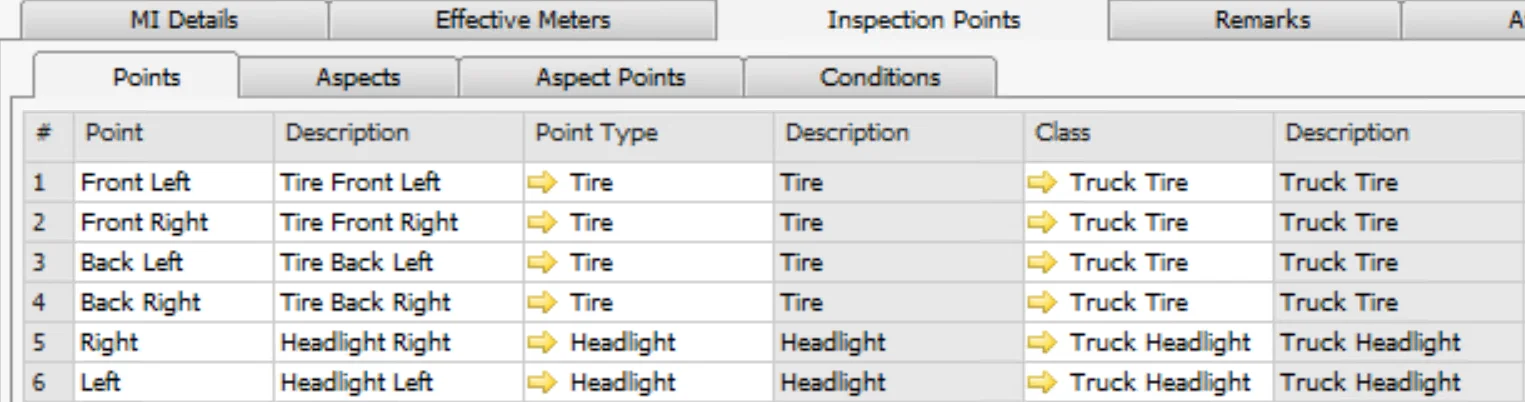 MI Details Effective Meters Inspection Points Remarks A
Points Aspects Aspect Points Conditions
# Point Description Point Type Description Class Description
1 Front Left Tire Front Left Tire Tire Truck Tire Truck Tire
2 Front Right Tire Front Right Tire Tire Truck Tire Truck Tire
3 Back Left Tire Back Left Tire Tire Truck Tire Truck Tire
4 Back Right Tire Back Right Tire Tire Truck Tire Truck Tire
5 Right Headlight Right Headlight Headlight Truck Headlight Truck Headlight
6 Left Headlight Left Headlight Headlight Truck Headlight Truck Headlight